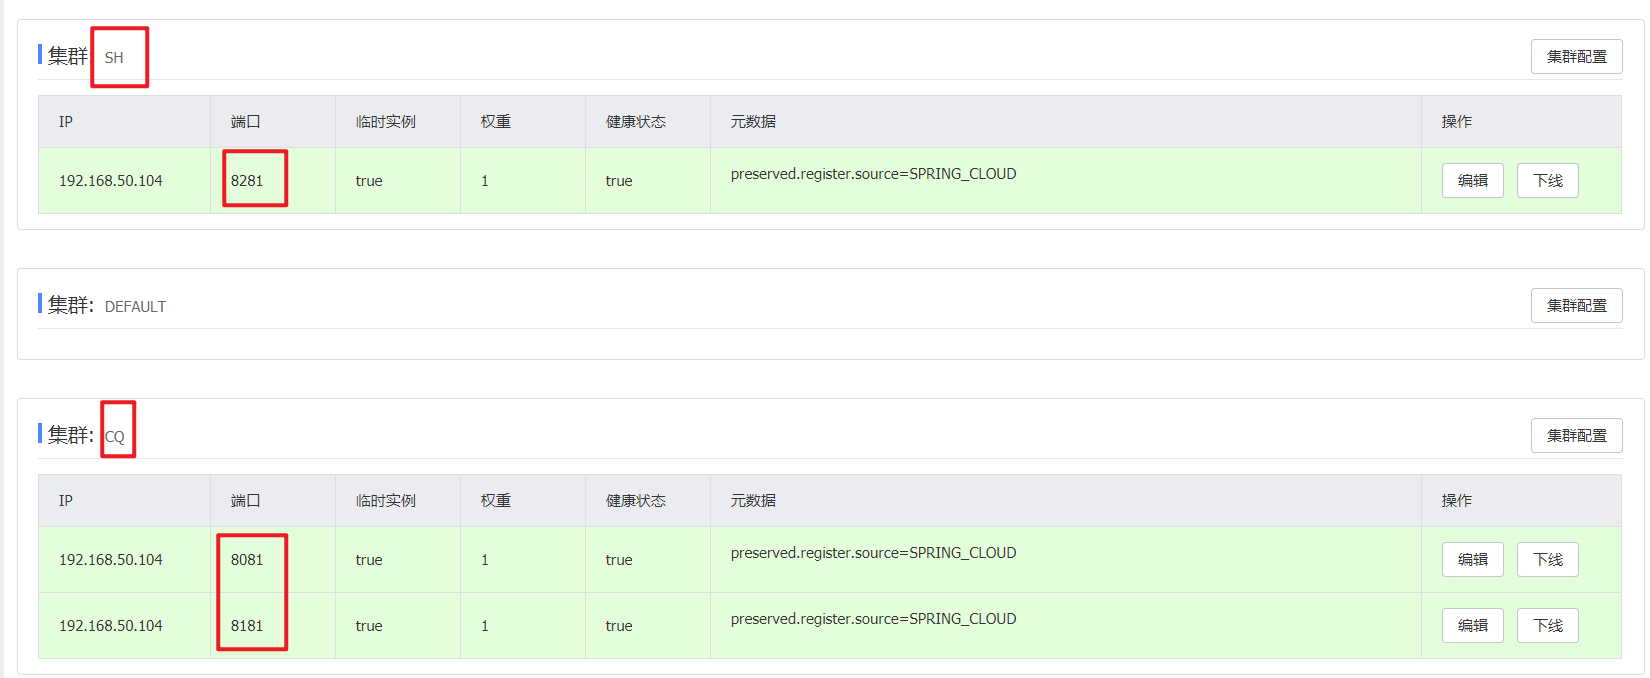 集群: SH 集群配置
IP 端口 临时实例 权重 健康状态 元数据 操作
192.168.50.104 8281 true 1 true preserved.register.source=SPRING_CLOUD 编辑 下线
集群: DEFAULT 集群配置
集群: CQ 集群配置
IP 端口 临时实例 权重 健康状态 元数据 操作
192.168.50.104 8081 true 1 true preserved.register.source=SPRING_CLOUD 编辑 下线
192.168.50.104 8181 true 1 true preserved.register.source=SPRING_CLOUD 编辑 下线